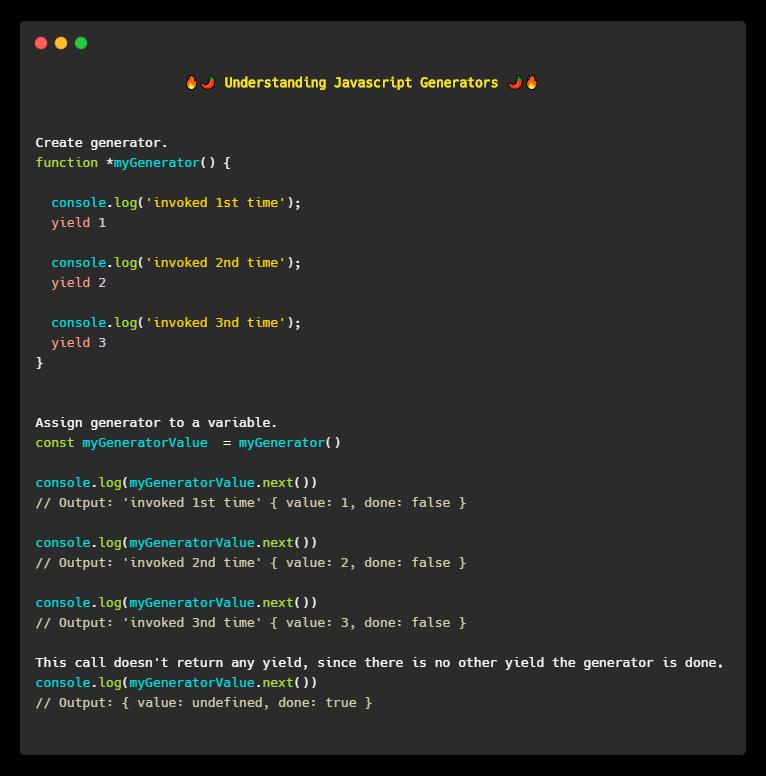 🔥🌶 Understanding Javascript Generators 🌶🔥
Create generator.
function *myGenerator() {
console.log('invoked 1st time');
yield 1
console.log('invoked 2nd time');
yield 2
console.log('invoked 3nd time');
yield 3
}
Assign generator to a variable.
const myGeneratorValue  = myGenerator()
console.log(myGeneratorValue.next())
// Output: 'invoked 1st time' { value: 1, done: false }
console.log(myGeneratorValue.next())
// Output: 'invoked 2nd time' { value: 2, done: false }
console.log(myGeneratorValue.next())
// Output: 'invoked 3nd time' { value: 3, done: false }
This call doesn't return any yield, since there is no other yield the generator is done.
console.log(myGeneratorValue.next())
// Output: { value: undefined, done: true }